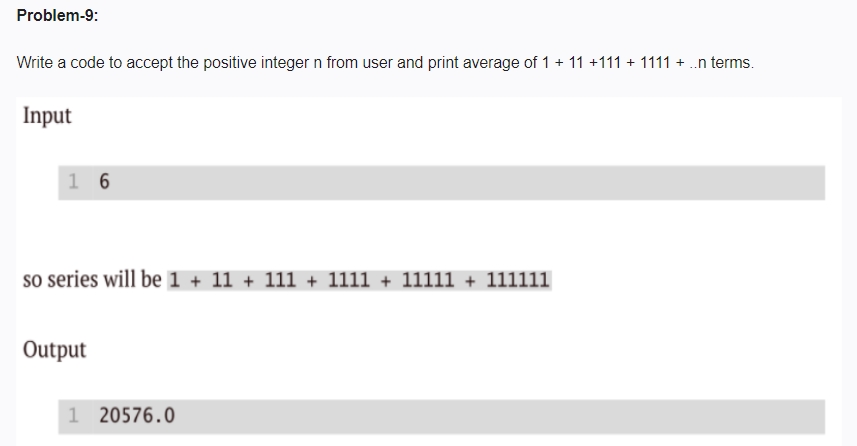 Problem-9:
Write a code to accept the positive integer n from user and print average of 1 + 11 +111 + 1111 + ..n terms.
Input
1 6
so series will be 1 + 11 + 111 + 1111 + 11111 + 111111
Output
1 20576.0